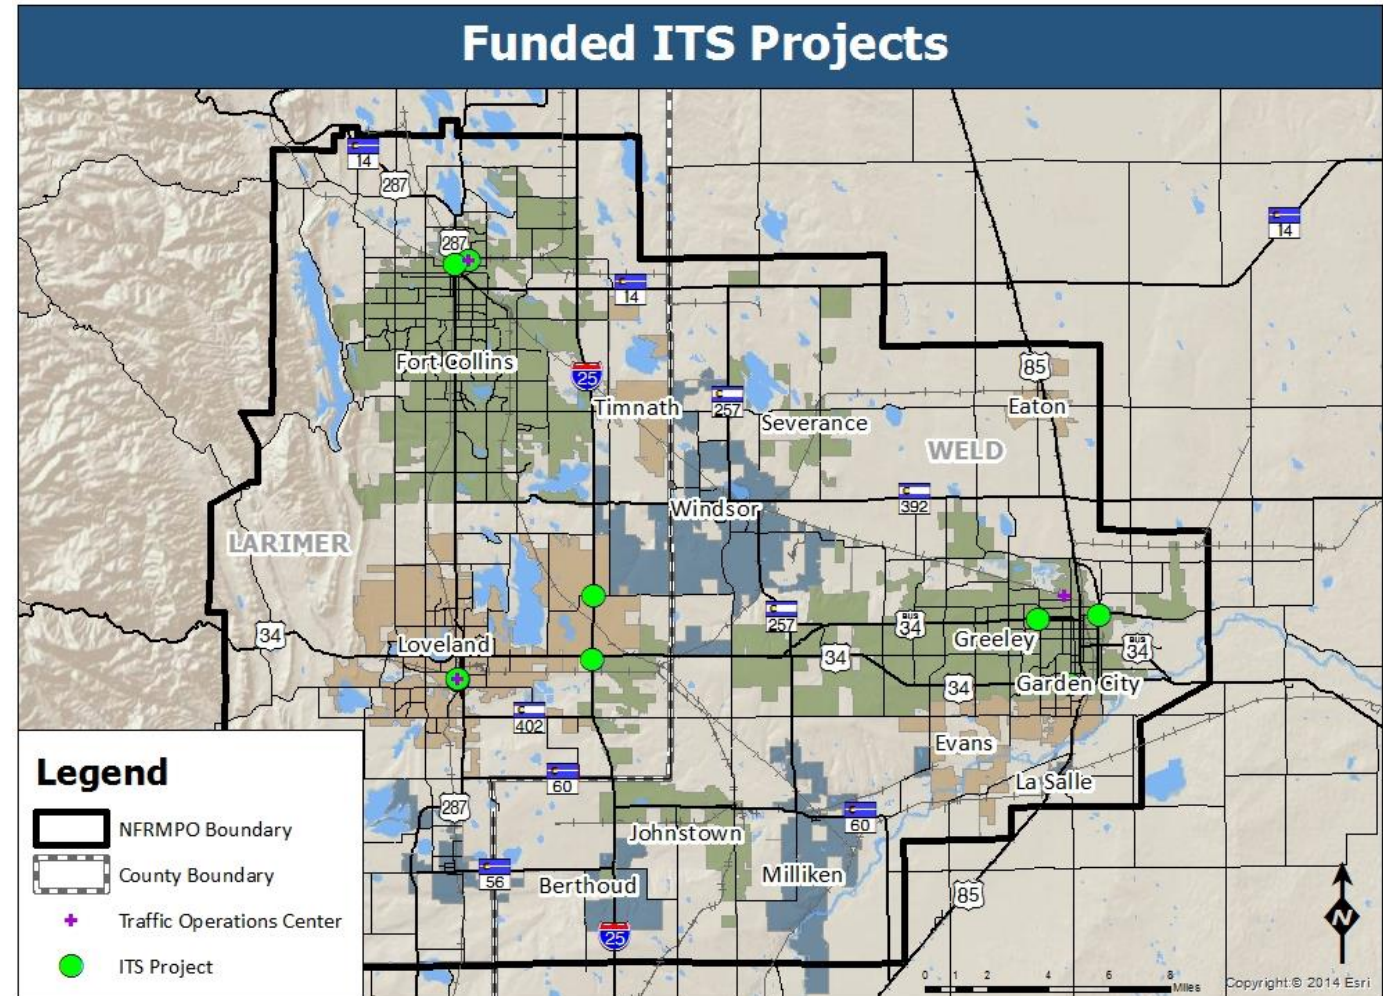 Funded ITS Projects
14
287
14
287
14
Fort Collins
25
85
Timnath
257
Eaton
Severance
WELD
392
Windsor
LARIMER
257
BUS 34
34
Greeley
BUS 34
Loveland
34
34
Garden City
402
Evans
60
La Salle
287
60
Johnstown
56
Berthoud
Milliken
85
25
Legend
NFRMPO Boundary
County Boundary
Traffic Operations Center
ITS Project
N
0 1 2 4 6 8
Miles
Copyright:© 2014 Esri